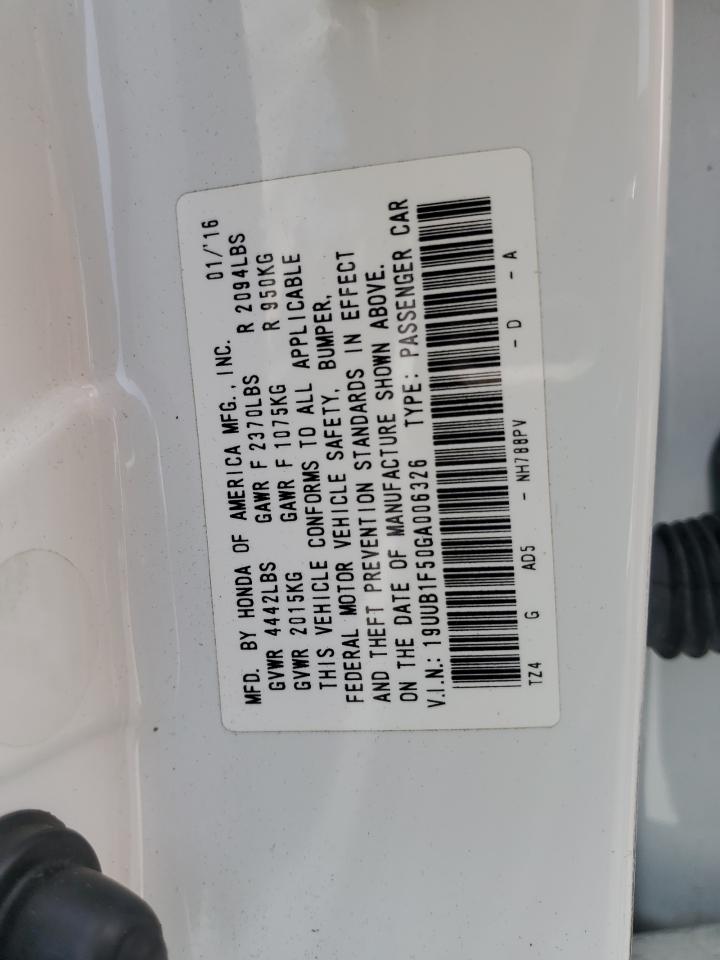 MFD. BY HONDA OF AMERICA MFG., INC. 01/'16
GVWR 4442LBS GAWR F 2370LBS R 2094LBS
GVWR 2015KG GAWR F 1075KG R 950KG
THIS VEHICLE CONFORMS TO ALL APPLICABLE
FEDERAL MOTOR VEHICLE SAFETY, BUMPER,
AND THEFT PREVENTION STANDARDS IN EFFECT
ON THE DATE OF MANUFACTURE SHOWN ABOVE.
V.I.N.: 19UUB1F50GA006326 TYPE: PASSENGER CAR
TZ4 G AD5 - NH788PV - D - A